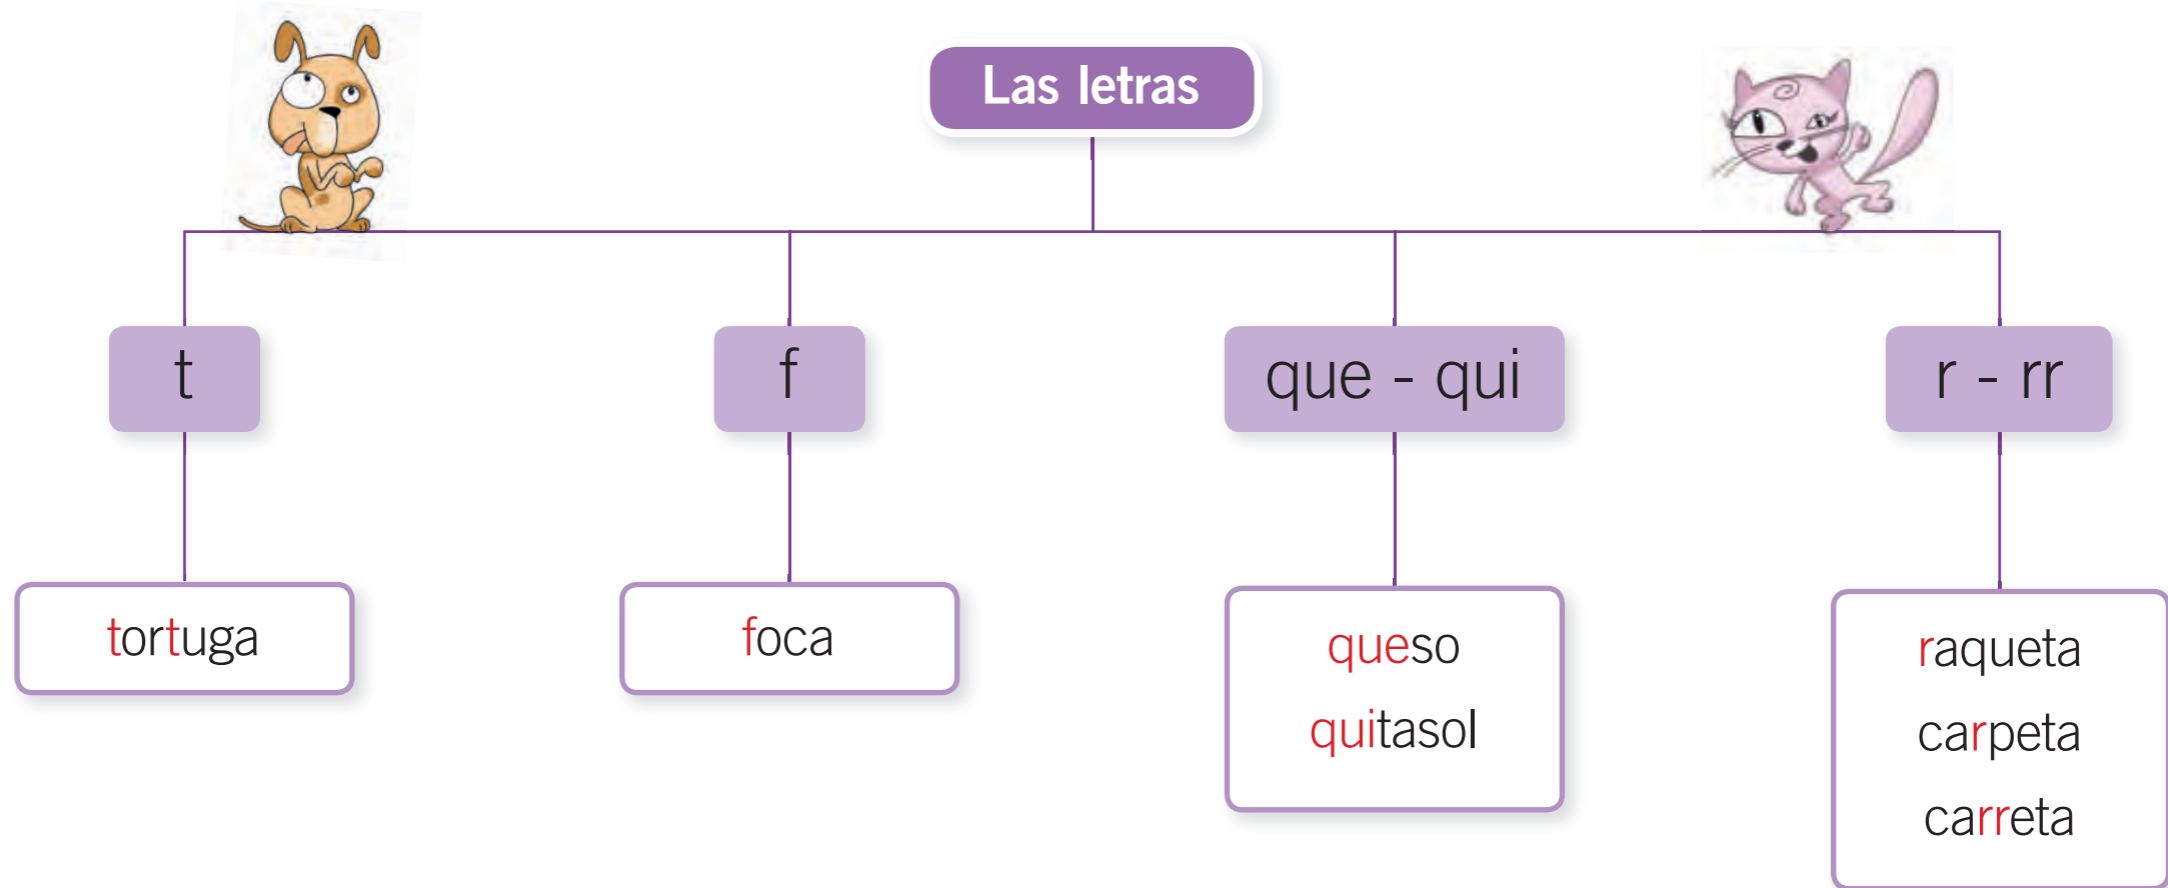 Las letras
t
f
que - qui
r - rr
tortuga
foca
queso
quitasol
raqueta
carpeta
carreta